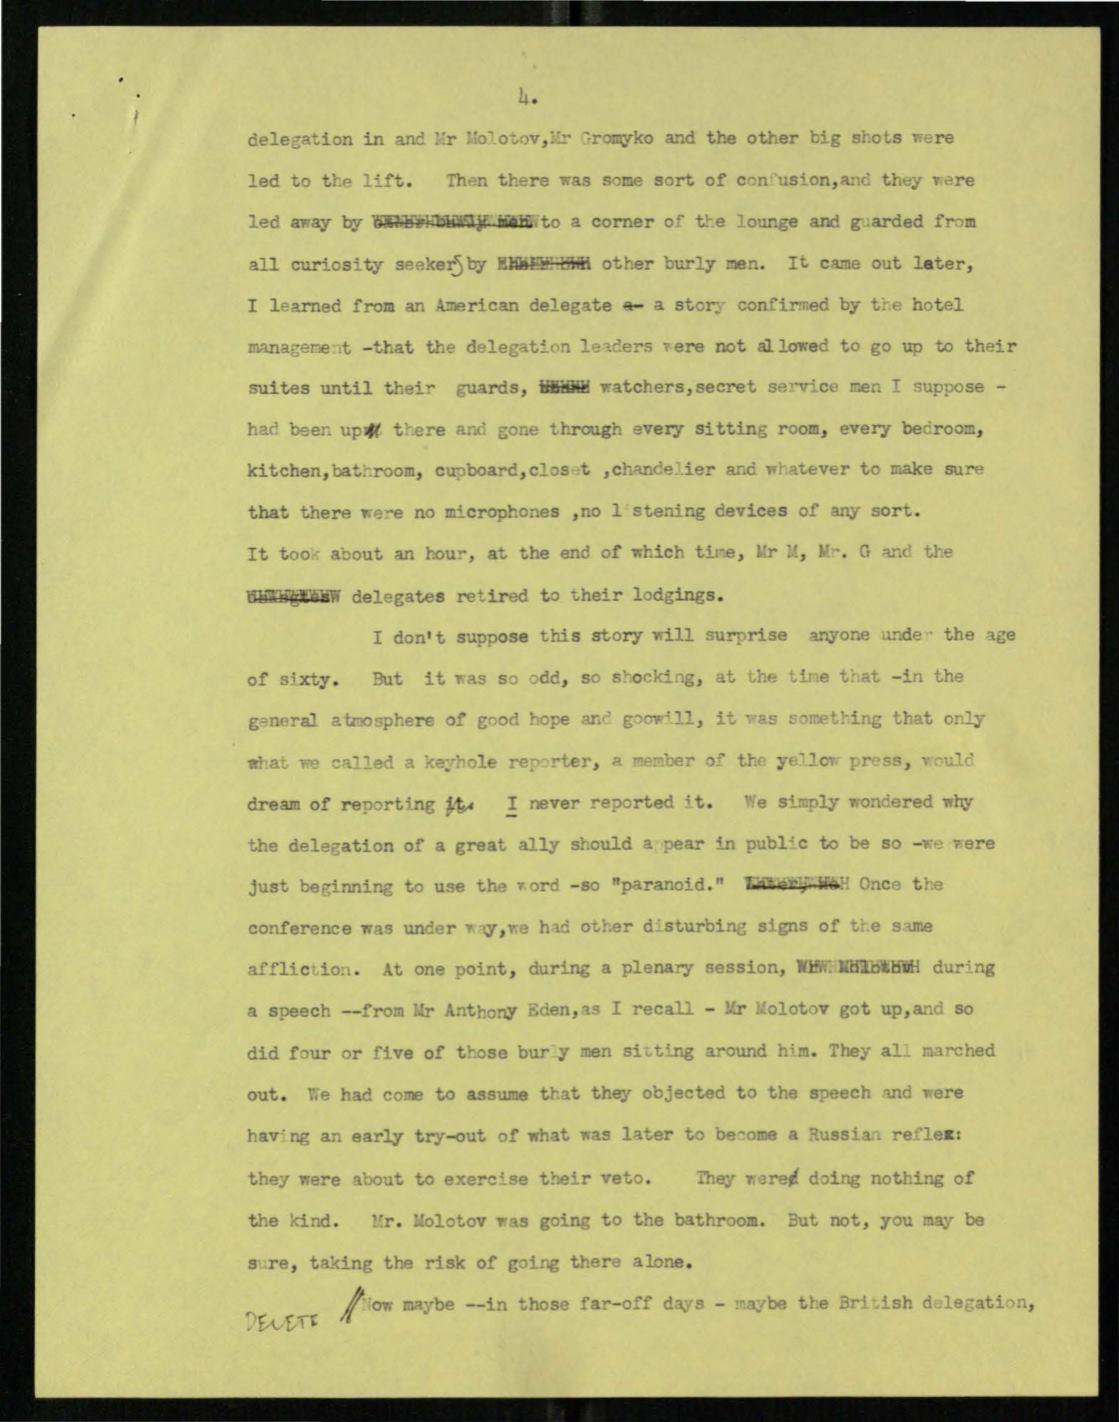 4.
delegation in and Mr Molotov,Mr Gromyko and the other big shots were
led to the lift. Then there was some sort of confusion,and they were
led away by to a corner of the lounge and guarded from
all curiosity seekers by other burly men. It came out later,
I learned from an American delegate a- a story confirmed by the hotel
management -that the delegation leaders were not allowed to go up to their
suites until their guards, watchers,secret service men I suppose -
had been up there and gone through every sitting room, every bedroom,
kitchen,bathroom, cupboard,closet ,chandelier and whatever to make sure
that there were no microphones ,no listening devices of any sort.
It took about an hour, at the end of which time, Mr M, Mr. G and the
delegates retired to their lodgings.
I don't suppose this story will surprise anyone under the age
of sixty. But it was so odd, so shocking, at the time that -in the
general atmosphere of good hope and goowill, it was something that only
what we called a keyhole reporter, a member of the yellow press, would
dream of reporting it. I never reported it. We simply wondered why
the delegation of a great ally should appear in public to be so -we were
just beginning to use the word -so "paranoid." Once the
conference was under way,we had other disturbing signs of the same
affliction. At one point, during a plenary session, during
a speech --from Mr Anthony Eden,as I recall - Mr Molotov got up,and so
did four or five of those burly men sitting around him. They all marched
out. We had come to assume that they objected to the speech and were
having an early try-out of what was later to become a Russian reflex:
they were about to exercise their veto. They were doing nothing of
the kind. Mr. Molotov was going to the bathroom. But not, you may be
sure, taking the risk of going there alone.
DELETE // Now maybe --in those far-off days - maybe the British delegation,